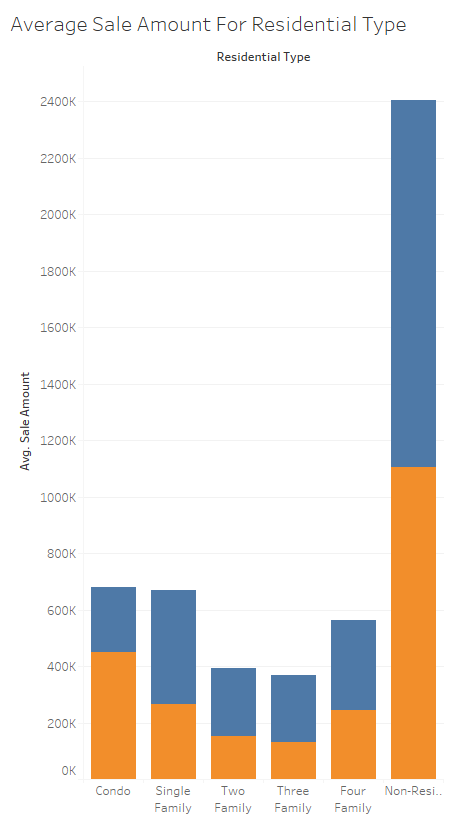 Average Sale Amount For Residential Type
Residential Type
Avg. Sale Amount
2400K
2200K
2000K
1800K
1600K
1400K
1200K
1000K
800K
600K
400K
200K
0K
Condo
Single
Family
Two
Family
Three
Family
Four
Family
Non-Resi..